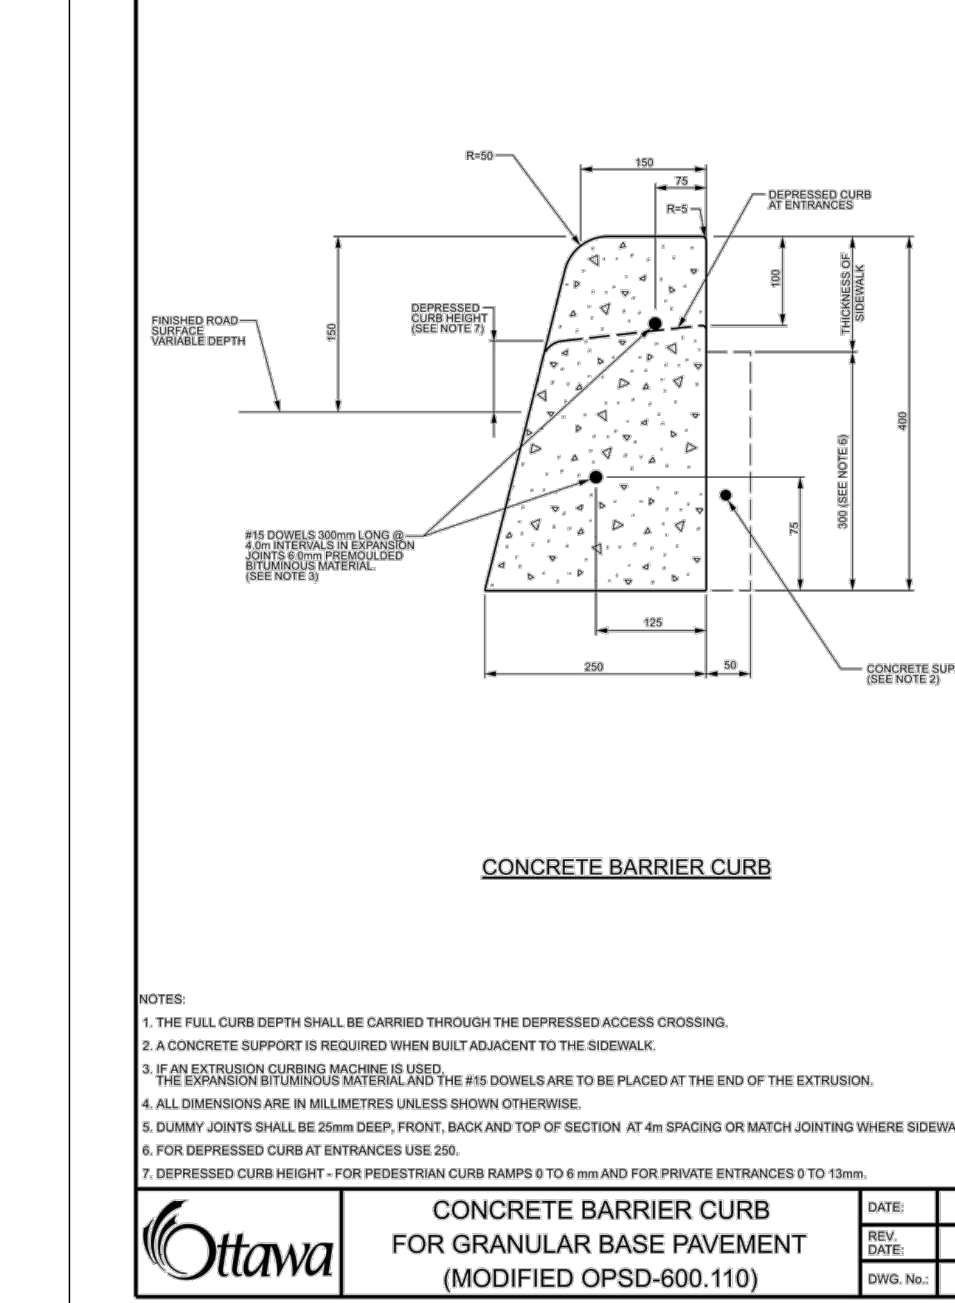 R=50
150
75
R=5
DEPRESSED CURB
AT ENTRANCES
100
THICKNESS OF
SIDEWALK
FINISHED ROAD
SURFACE
VARIABLE DEPTH
150
DEPRESSED
CURB HEIGHT
(SEE NOTE 7)
400
300 (SEE NOTE 6)
75
#15 DOWELS 300mm LONG @
4.0m INTERVALS IN EXPANSION
JOINTS 6.0mm PREMOULDED
BITUMINOUS MATERIAL.
(SEE NOTE 3)
125
250
50
CONCRETE SUP
(SEE NOTE 2)
CONCRETE BARRIER CURB
NOTES:
1. THE FULL CURB DEPTH SHALL BE CARRIED THROUGH THE DEPRESSED ACCESS CROSSING.
2. A CONCRETE SUPPORT IS REQUIRED WHEN BUILT ADJACENT TO THE SIDEWALK.
3. IF AN EXTRUSION CURBING MACHINE IS USED,
THE EXPANSION BITUMINOUS MATERIAL AND THE #15 DOWELS ARE TO BE PLACED AT THE END OF THE EXTRUSION.
4. ALL DIMENSIONS ARE IN MILLIMETRES UNLESS SHOWN OTHERWISE.
5. DUMMY JOINTS SHALL BE 25mm DEEP, FRONT, BACK AND TOP OF SECTION AT 4m SPACING OR MATCH JOINTING WHERE SIDEWA
6. FOR DEPRESSED CURB AT ENTRANCES USE 250.
7. DEPRESSED CURB HEIGHT - FOR PEDESTRIAN CURB RAMPS 0 TO 6 mm AND FOR PRIVATE ENTRANCES 0 TO 13mm.
Ottawa
CONCRETE BARRIER CURB
FOR GRANULAR BASE PAVEMENT
(MODIFIED OPSD-600.110)
DATE:
REV.
DATE:
DWG. No.: